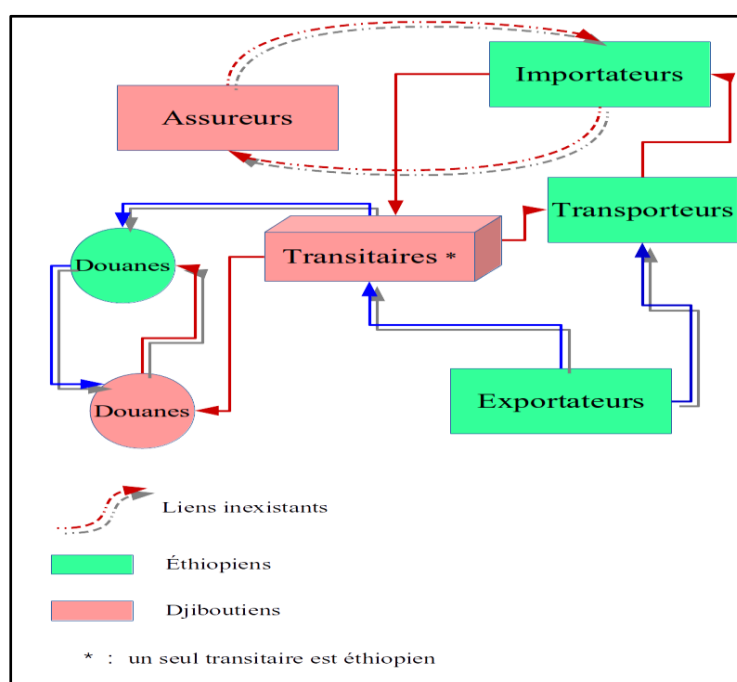 Importateurs
Assureurs
Transporteurs
Transitaires *
Douanes
Exportateurs
Douanes
Liens inexistants
Éthiopiens
Djiboutiens
* : un seul transitaire est éthiopien